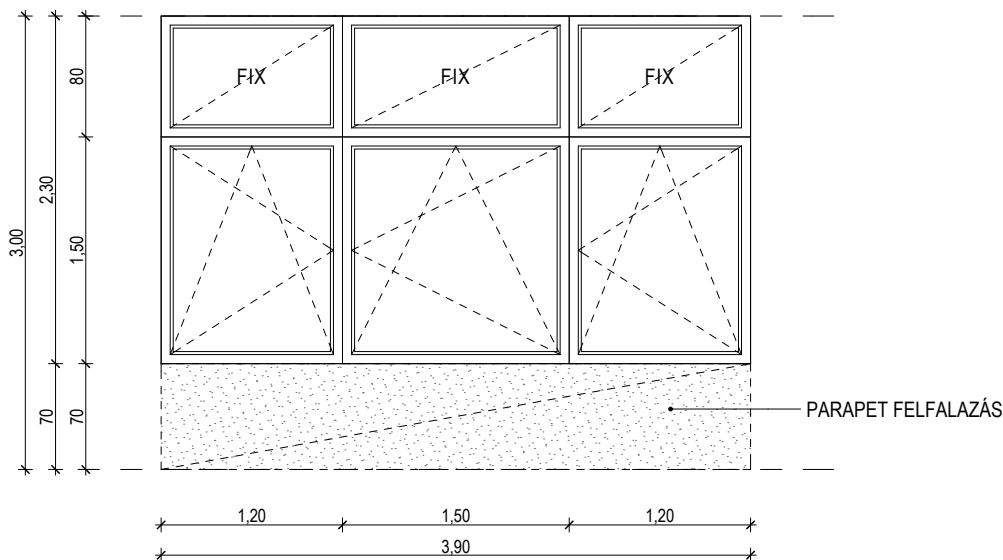 FIX
FIX
FIX
80
2,30
3,00
1,50
70
70
PARAPET FELFALAZÁS
1,20
1,50
1,20
3,90